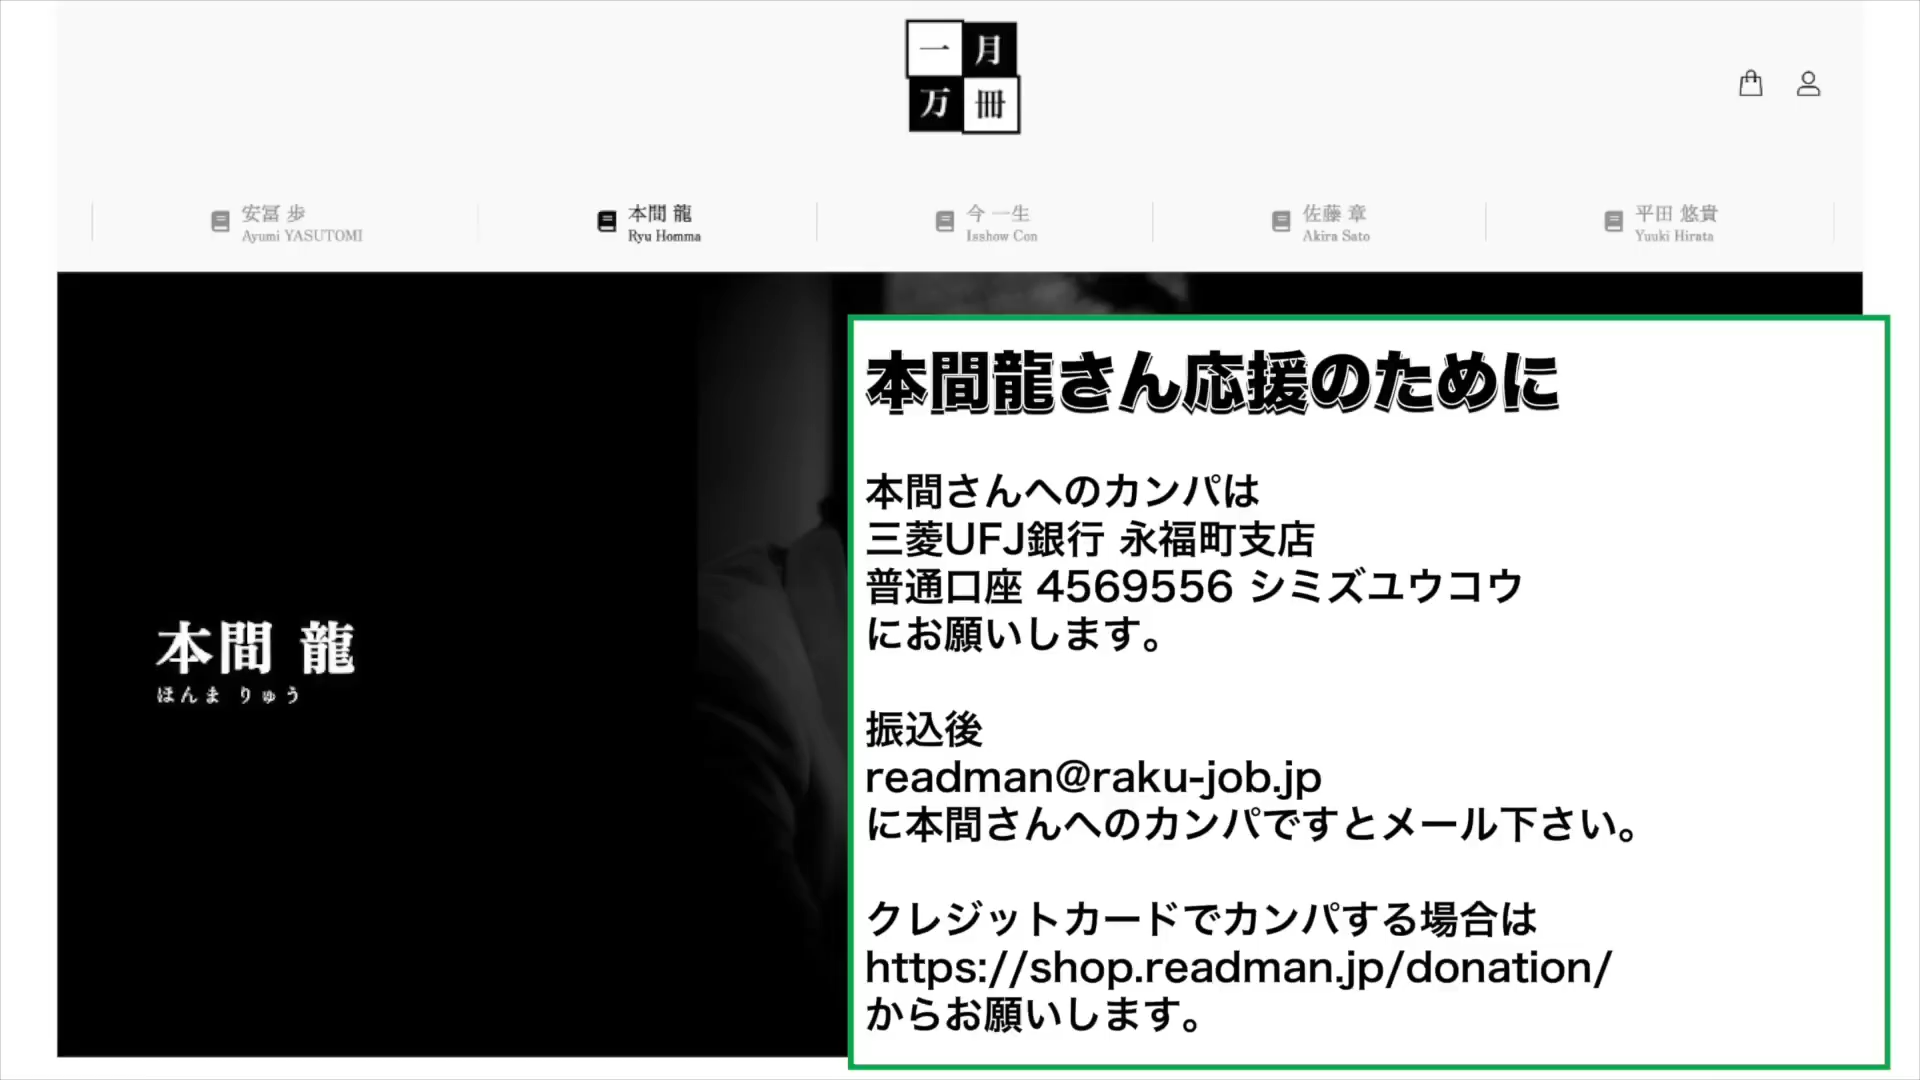 一月
万冊
安冨 歩
Ayumi YASUTOMI
本間 龍
Ryu Homma
今 一生
Isshow Con
佐藤 章
Akira Sato
平田 悠貴
Yuuki Hirata
本間 龍
ほんま りゅう
本間龍さん応援のために
本間さんへのカンパは
三菱UFJ銀行 永福町支店
普通口座 4569556 シミズユウコウ
にお願いします。
振込後
readman@raku-job.jp
に本間さんへのカンパですとメール下さい。
クレジットカードでカンパする場合は
https://shop.readman.jp/donation/
からお願いします。